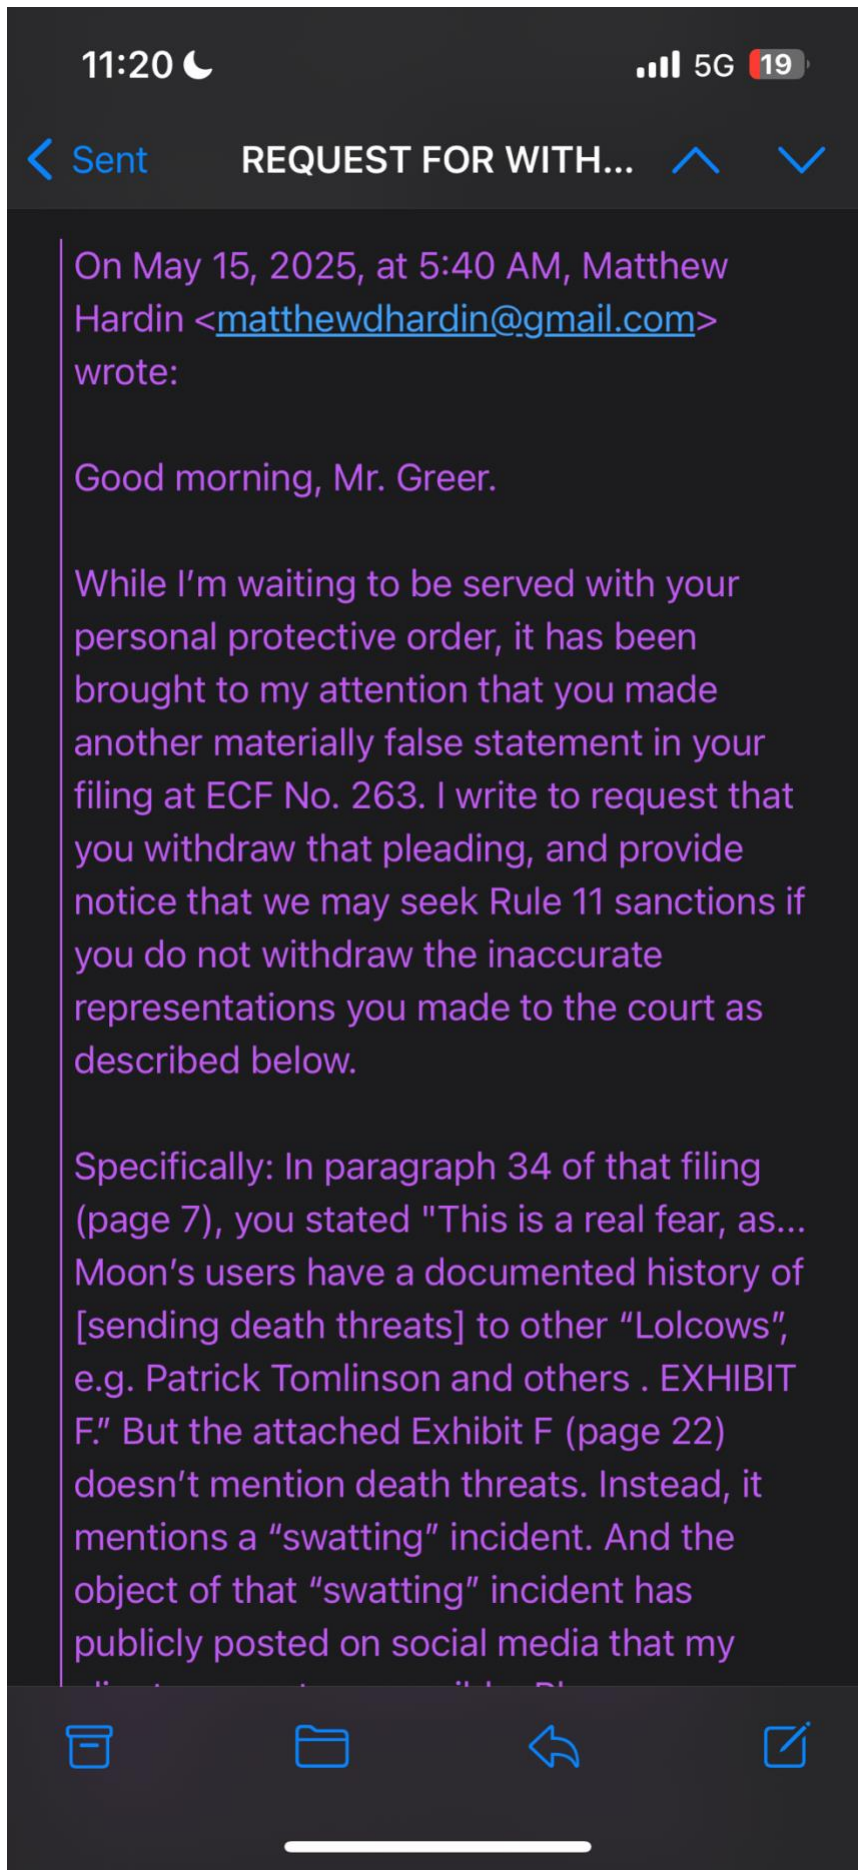 11:20
5G 19
Sent REQUEST FOR WITH...
On May 15, 2025, at 5:40 AM, Matthew
Hardin <matthewdhardin@gmail.com>
wrote:
Good morning, Mr. Greer.
While I’m waiting to be served with your
personal protective order, it has been
brought to my attention that you made
another materially false statement in your
filing at ECF No. 263. I write to request that
you withdraw that pleading, and provide
notice that we may seek Rule 11 sanctions if
you do not withdraw the inaccurate
representations you made to the court as
described below.
Specifically: In paragraph 34 of that filing
(page 7), you stated "This is a real fear, as...
Moon’s users have a documented history of
[sending death threats] to other “Lolcows”,
e.g. Patrick Tomlinson and others . EXHIBIT
F.” But the attached Exhibit F (page 22)
doesn’t mention death threats. Instead, it
mentions a “swatting” incident. And the
object of that “swatting” incident has
publicly posted on social media that my